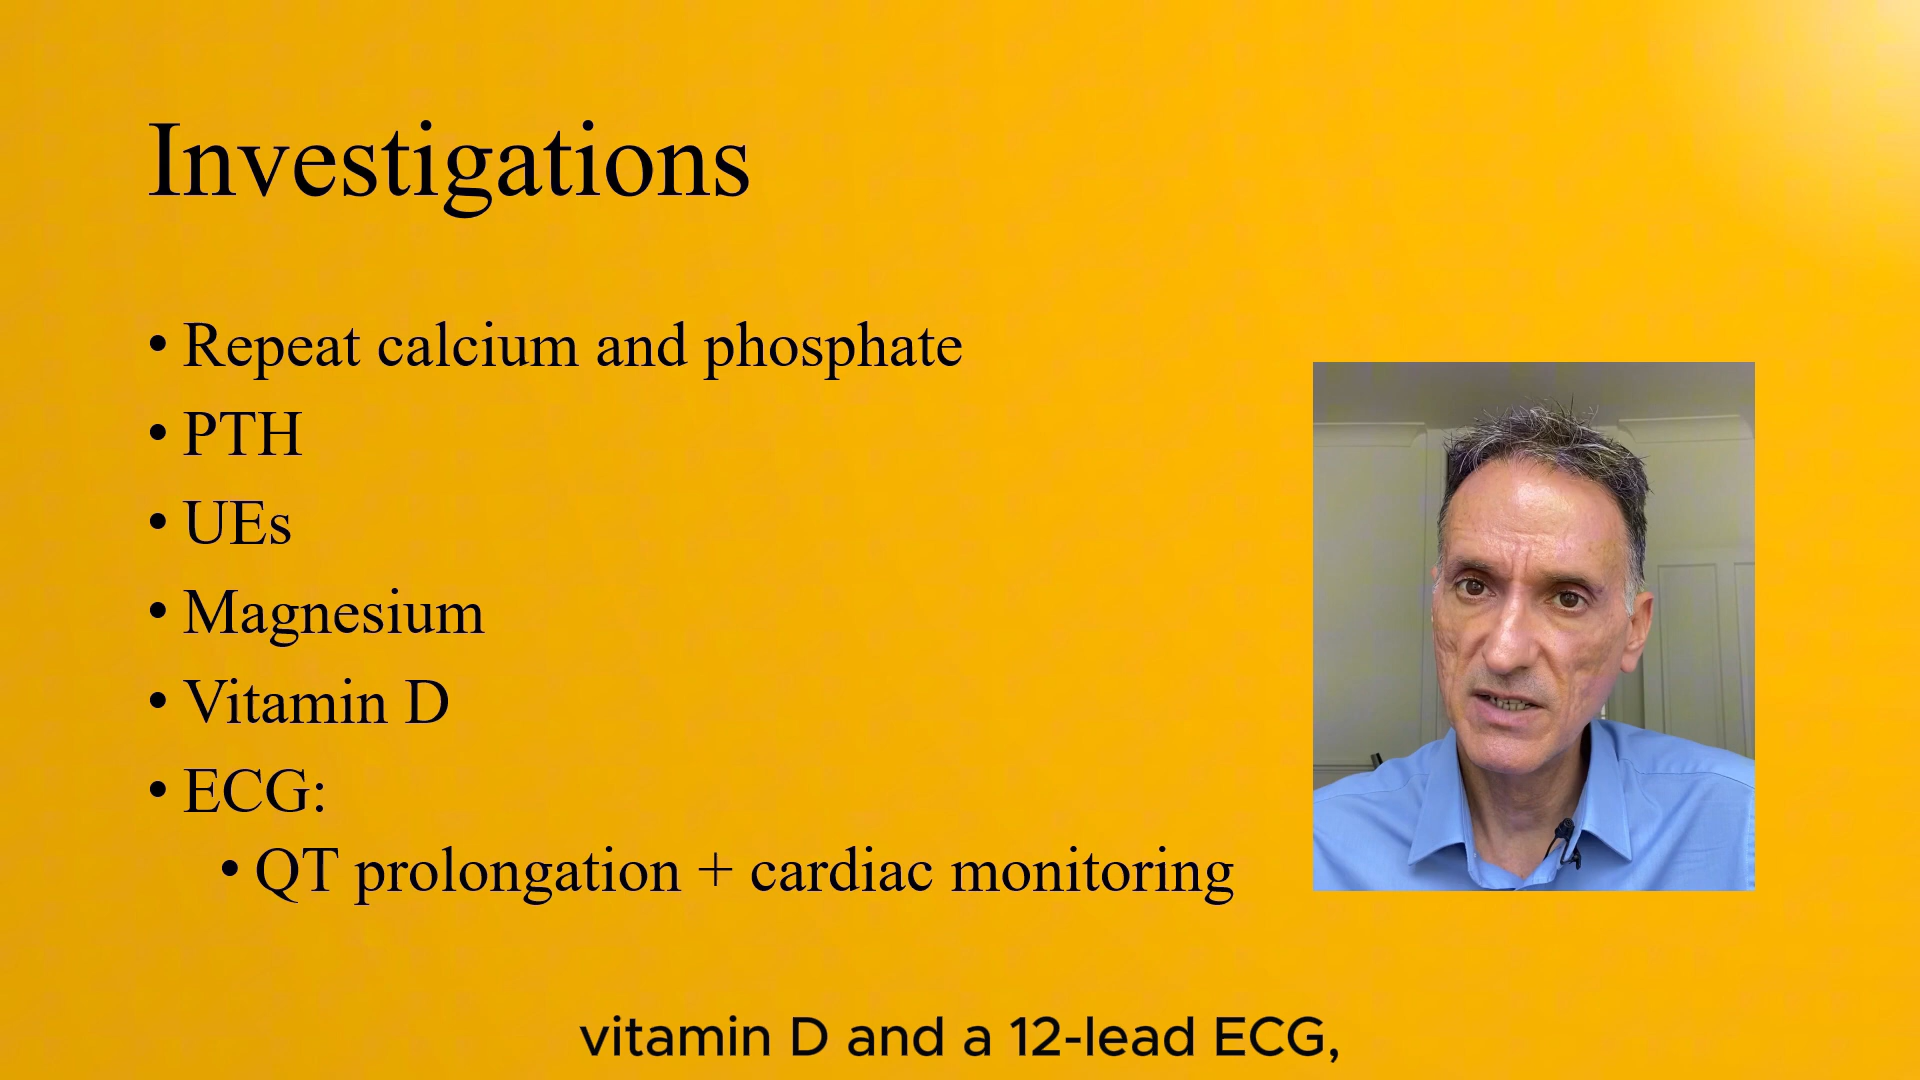 Investigations
• Repeat calcium and phosphate
• PTH
• UEs
• Magnesium
• Vitamin D
• ECG:
• QT prolongation + cardiac monitoring
vitamin D and a 12-lead ECG,